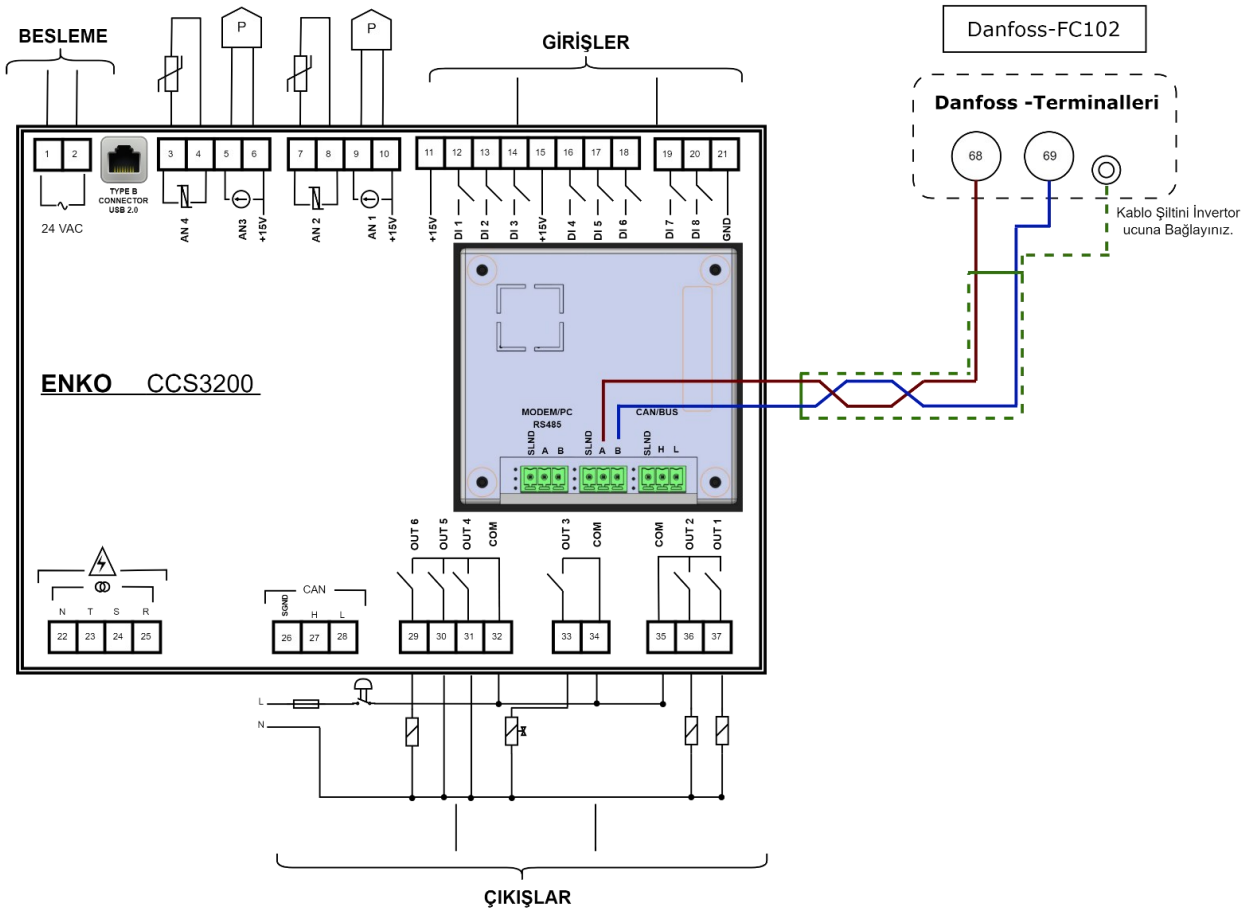 BESLEME
P
P
GİRİŞLER
Danfoss-FC102
Danfoss -Terminalleri
68
69
Kablo Şiltini İnvertor
ucuna Bağlayınız.
1 2
TYPE B
CONNECTOR
USB 2.0
3 4 5 6
7 8 9 10
11 12 13 14 15 16 17 18
19 20 21
24 VAC
AN 4
AN3
+15V
AN 2
AN 1
+15V
+15V
DI 1
DI 2
DI 3
+15V
DI 4
DI 5
DI 6
DI 7
DI 8
GND
ENKO CCS3200
MODEM/PC
RS485
CAN/BUS
SLND A B
SLND A B
SLND H L
OUT 6
OUT 5
OUT 4
COM
OUT 3
COM
COM
OUT 2
OUT 1
N T S R
22 23 24 25
CAN
SGND H L
26 27 28
29 30 31 32
33 34
35 36 37
L
N
ÇIKIŞLAR